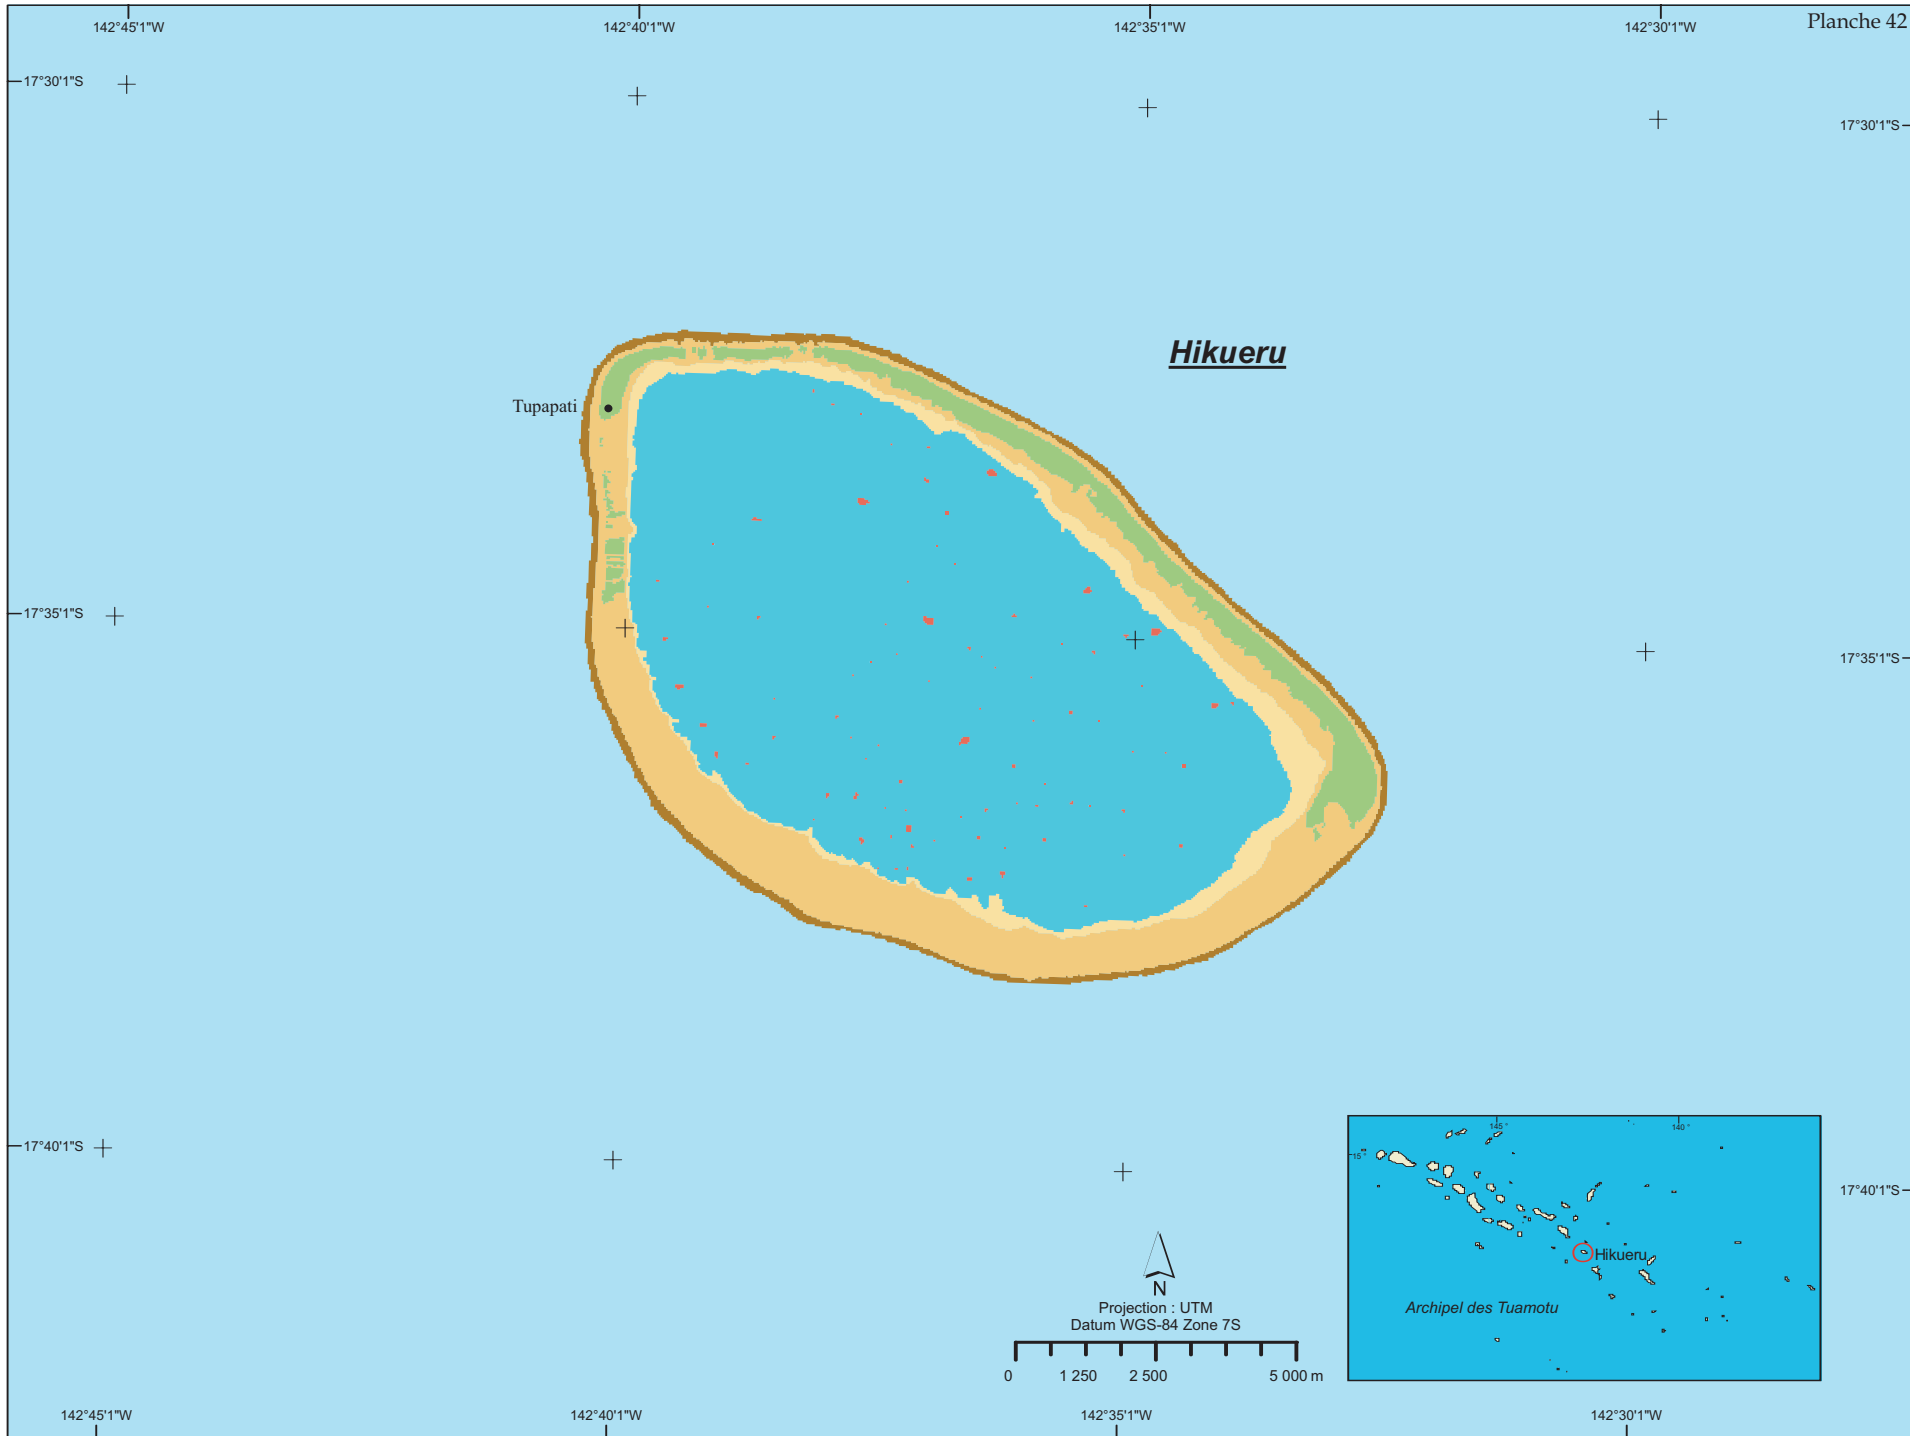 Planche 42
142°45'1"W
142°40'1"W
142°35'1"W
142°30'1"W
17°30'1"S
17°30'1"S
Hikueru
Tupapati
17°35'1"S
17°35'1"S
17°40'1"S
17°40'1"S
145°
140°
15°
Hikueru
Archipel des Tuamotu
N
Projection : UTM
Datum WGS-84 Zone 7S
0 1 250 2 500 5 000 m
142°45'1"W
142°40'1"W
142°35'1"W
142°30'1"W